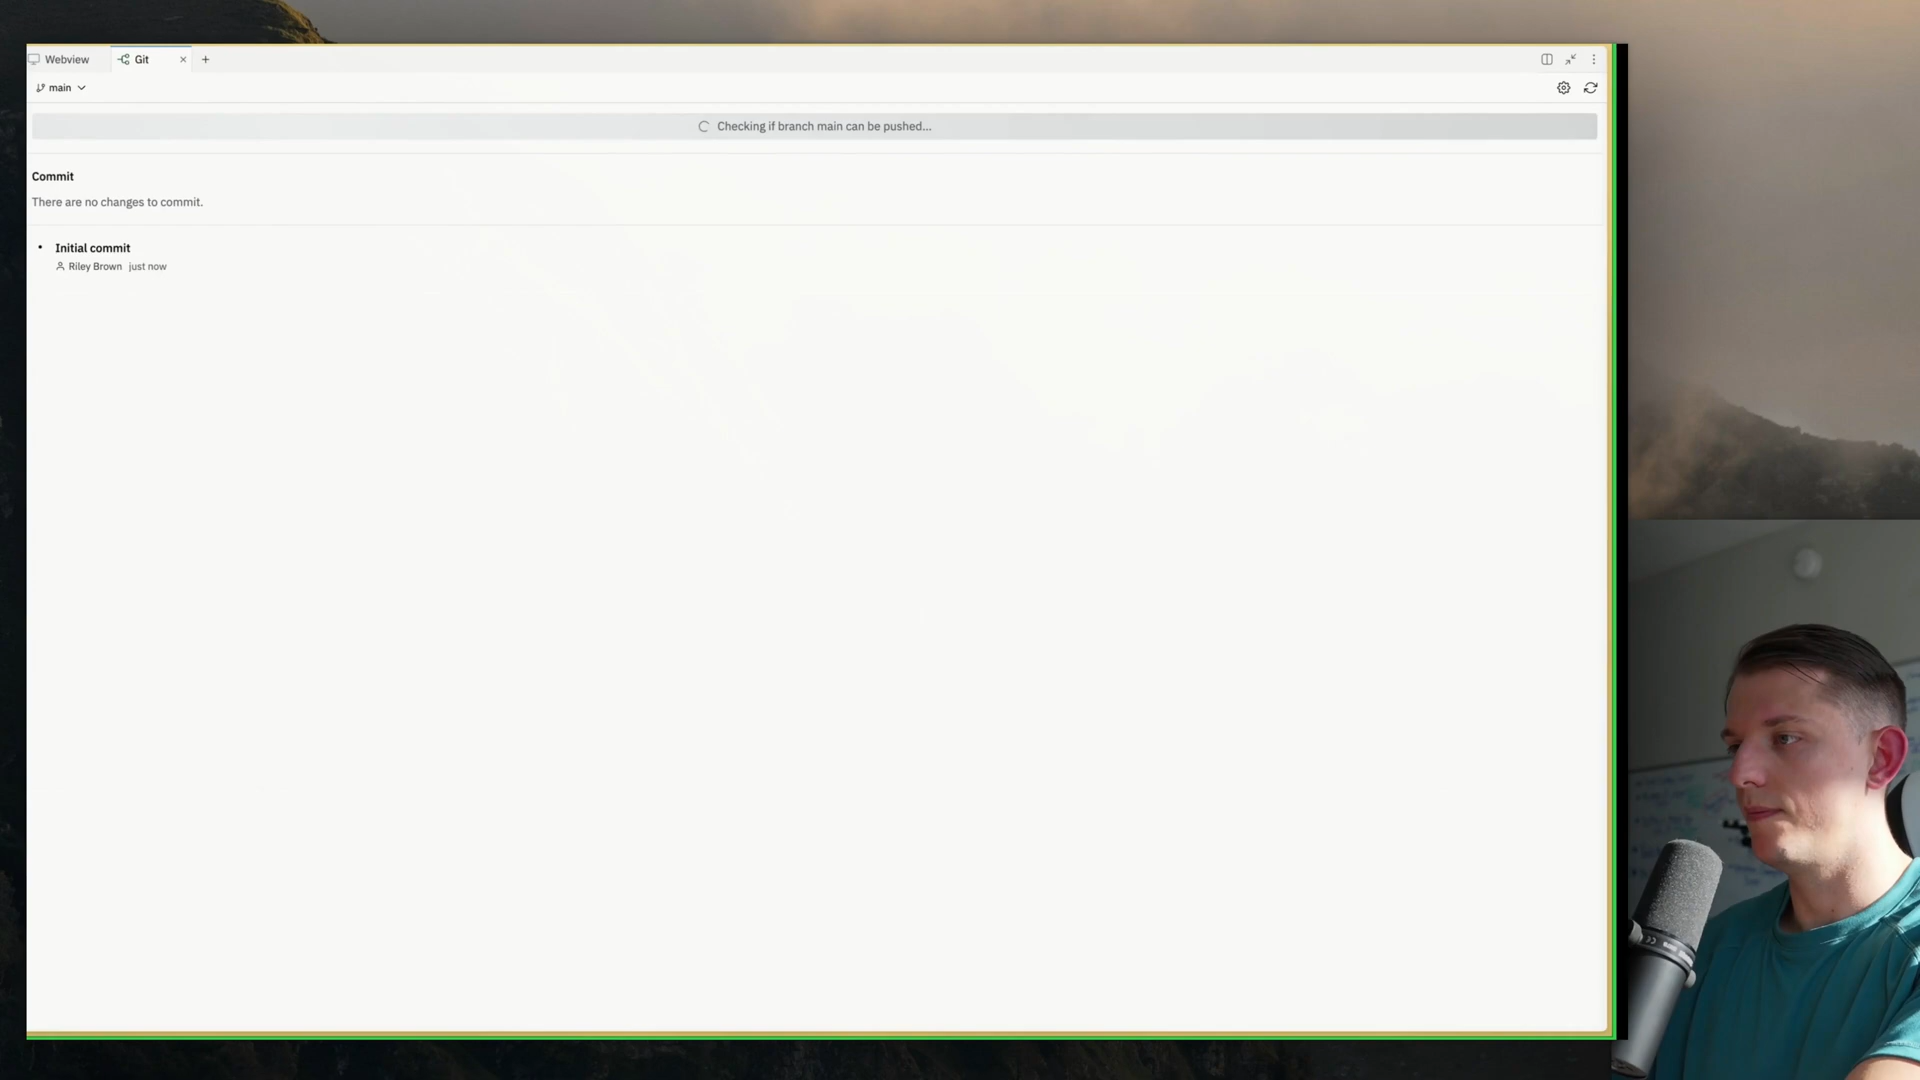 Webview
Git
main
Checking if branch main can be pushed...
Commit
There are no changes to commit.
Initial commit
Riley Brown just now